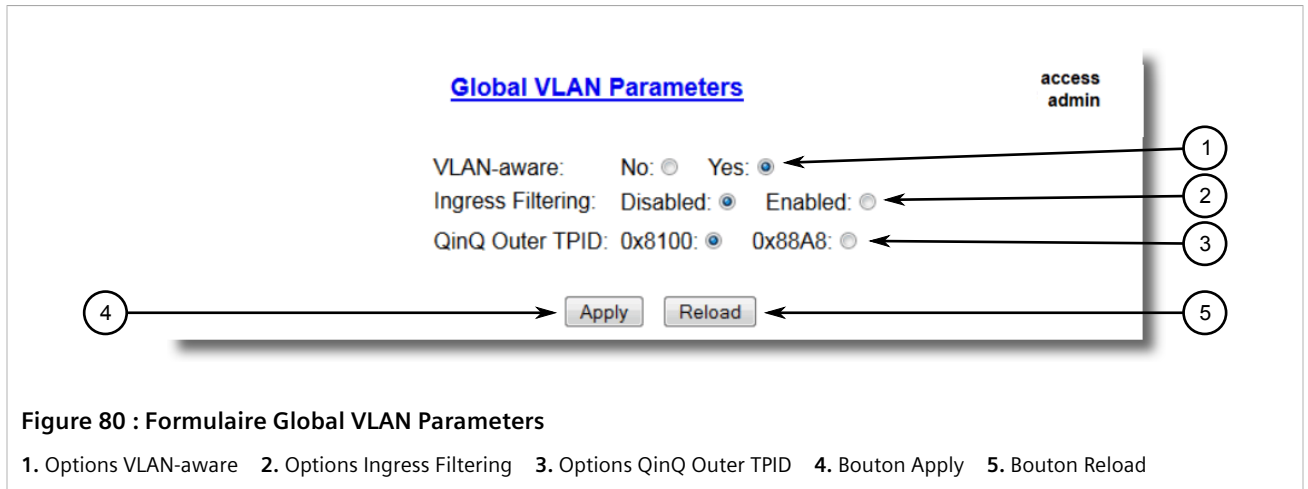 Global VLAN Parameters
access
admin
VLAN-aware: No: Yes:
1
Ingress Filtering: Disabled: Enabled:
2
QinQ Outer TPID: 0x8100: 0x88A8:
3
4
Apply Reload
5
Figure 80 : Formulaire Global VLAN Parameters
1. Options VLAN-aware 2. Options Ingress Filtering 3. Options QinQ Outer TPID 4. Bouton Apply 5. Bouton Reload